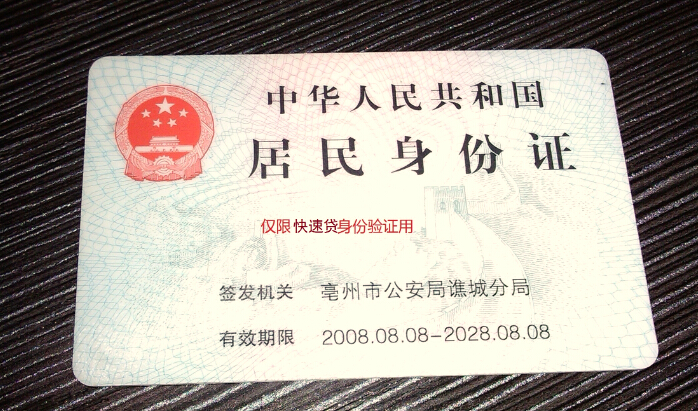 中华人民共和国
居民身份证
仅限 快速贷身份验证用
签发机关 亳州市公安局谯城分局
有效期限 2008.08.08-2028.08.08